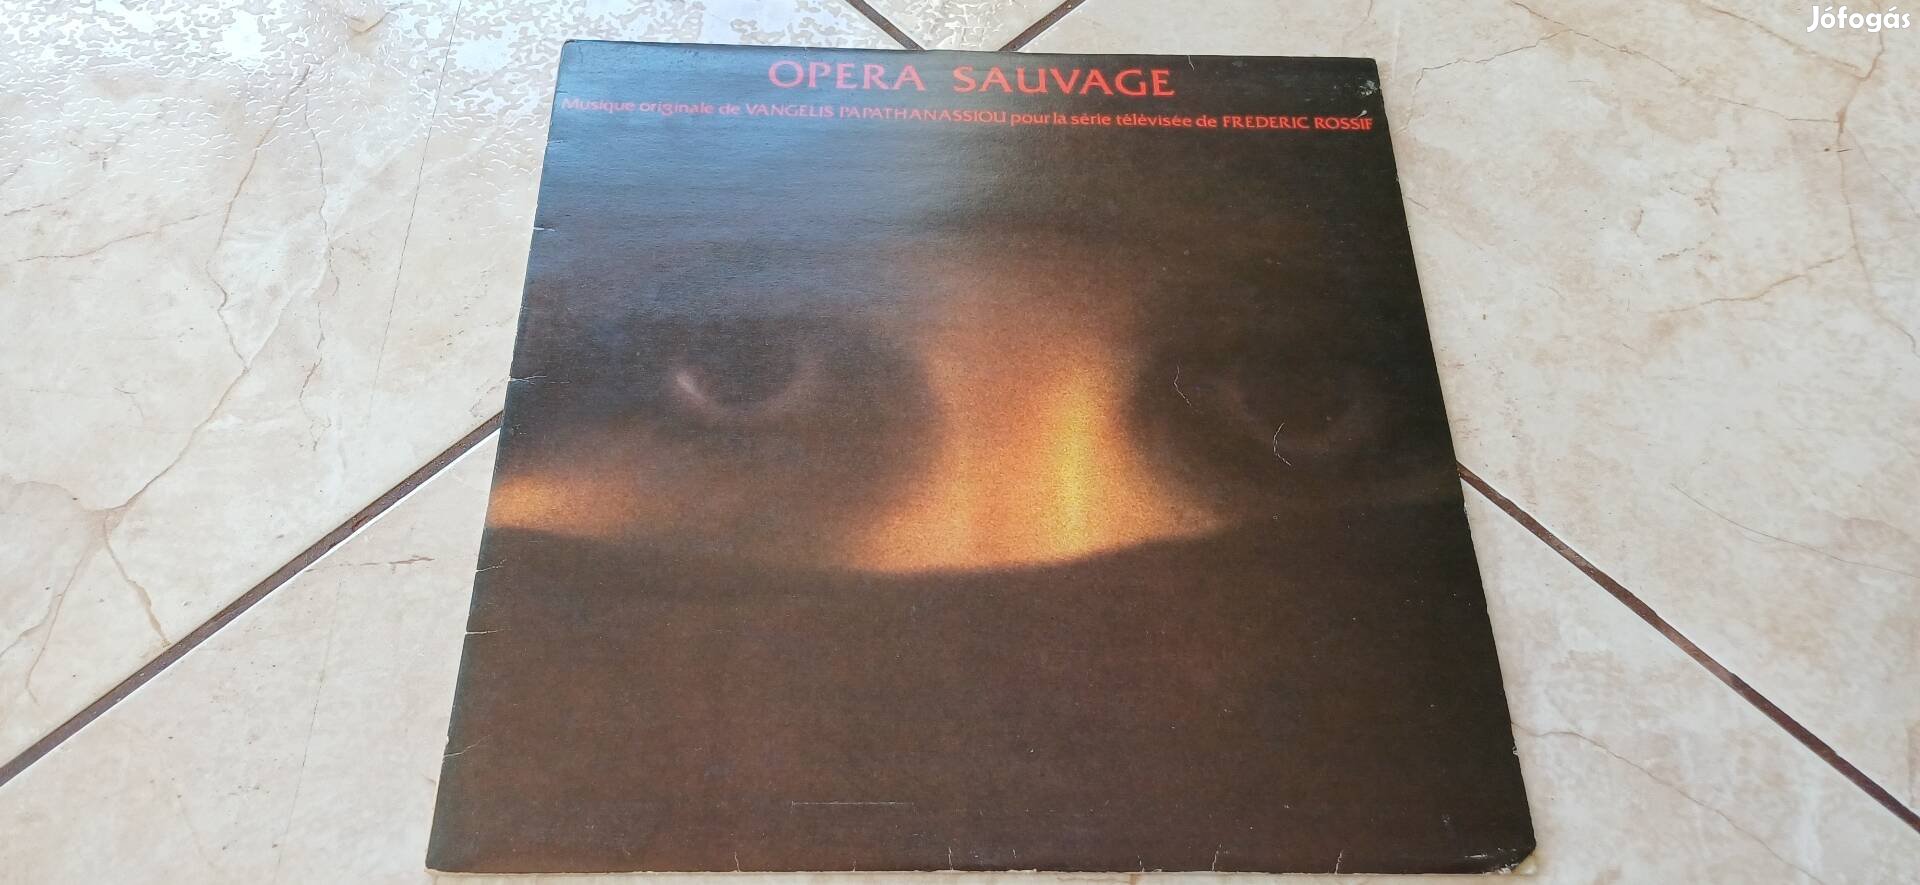 Jófogás
OPERA SAUVAGE
Musique originale de VANGELIS PAPATHANASSIOU pour la série télévisée de FREDERIC ROSSIF